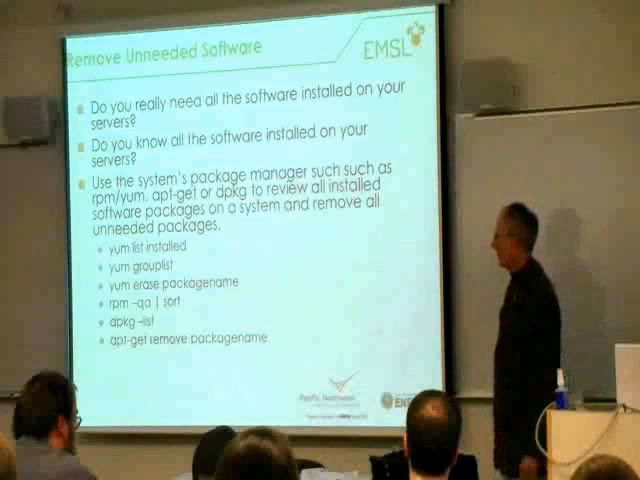 Remove Unneeded Software
EMSL
Do you really need all the software installed on your
servers?
Do you know all the software installed on your
servers?
Use the system's package manager such such as
rpm/yum, apt-get or dpkg to review all installed
software packages on a system and remove all
unneeded packages.
yum list installed
yum grouplist
yum erase packagename
rpm –qa | sort
dpkg –list
apt-get remove packagename
Pacific Northwest